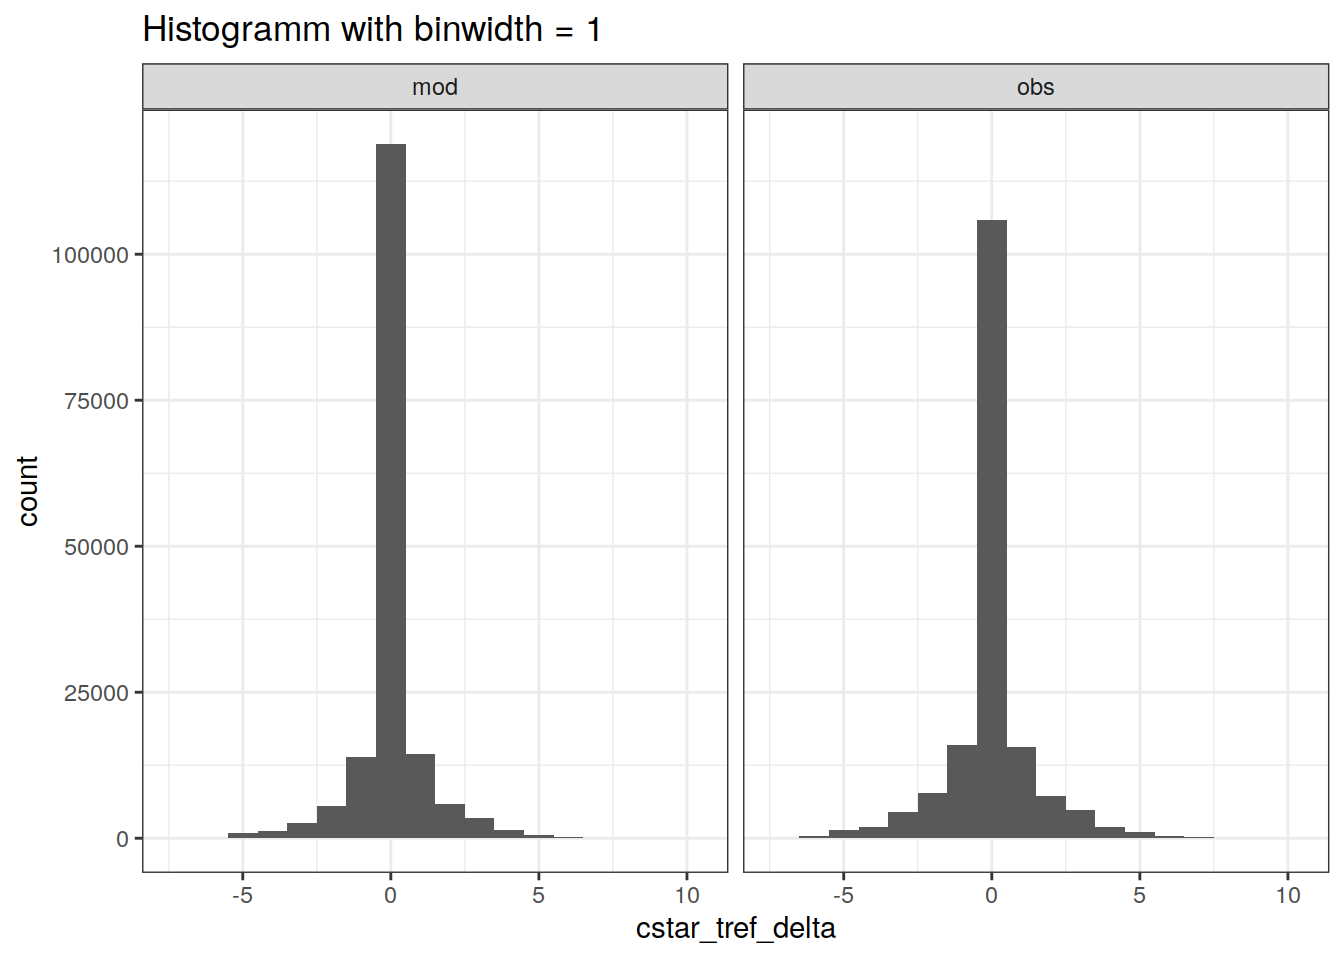 Histogramm with binwidth = 1
mod
obs
count
100000
75000
50000
25000
0
-5 0 5 10
-5 0 5 10
cstar_tref_delta